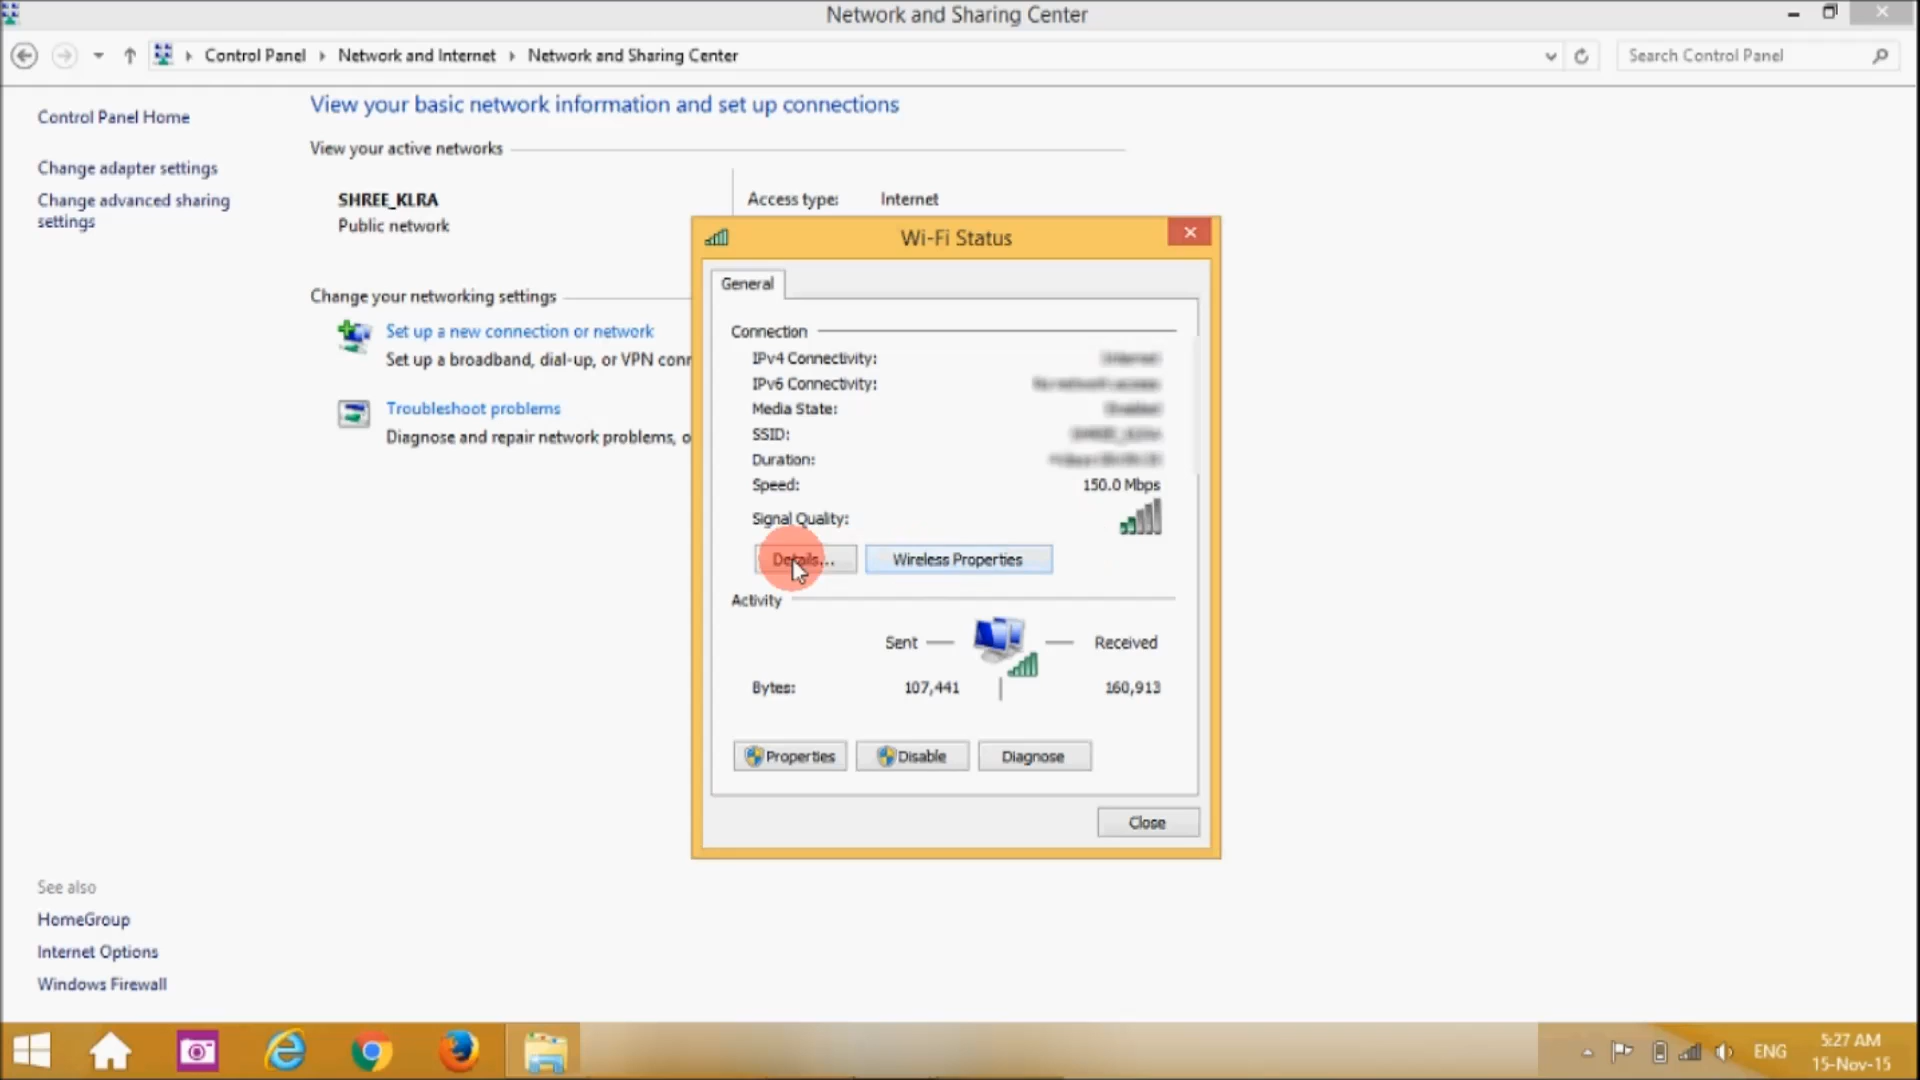 Network and Sharing Center
Control Panel
Network and Internet
Network and Sharing Center
Search Control Panel
Control Panel Home
Change adapter settings
Change advanced sharing
settings
View your basic network information and set up connections
View your active networks
SHREE_KLRA
Public network
Access type: Internet
Change your networking settings
Set up a new connection or network
Set up a broadband, dial-up, or VPN conn
Troubleshoot problems
Diagnose and repair network problems, o
Wi-Fi Status
General
Connection
IPv4 Connectivity:
IPv6 Connectivity:
Media State:
SSID:
Duration:
Speed: 150.0 Mbps
Signal Quality:
Details...
Wireless Properties
Activity
Sent
Received
Bytes: 107,441 160,913
Properties
Disable
Diagnose
Close
See also
HomeGroup
Internet Options
Windows Firewall
ENG
5:27 AM
15-Nov-15